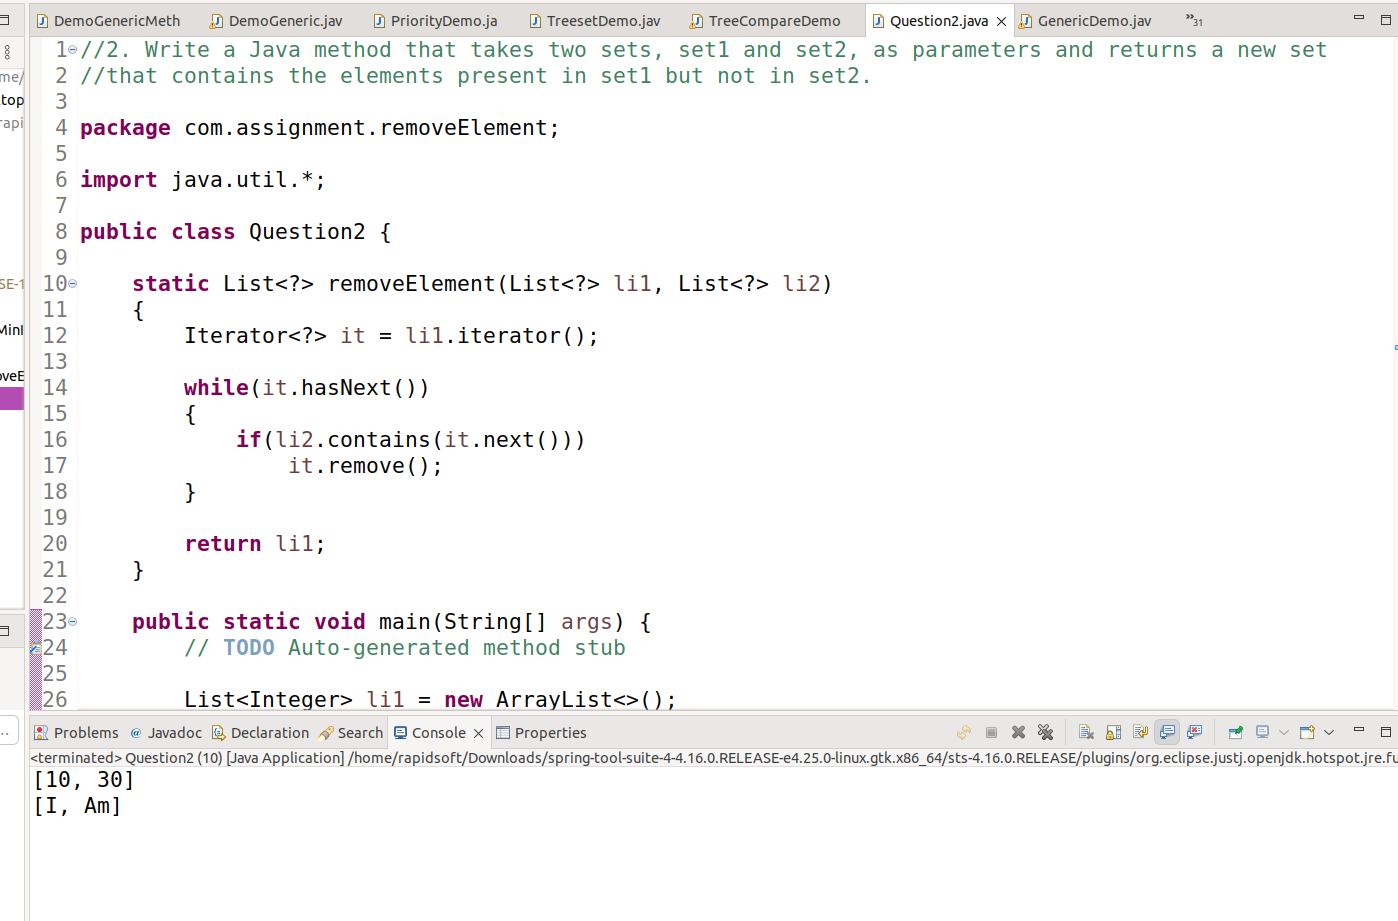 DemoGenericMeth DemoGeneric.jav PriorityDemo.ja TreesetDemo.jav TreeCompareDemo Question2.java GenericDemo.jav »31
1 //2. Write a Java method that takes two sets, set1 and set2, as parameters and returns a new set
2 //that contains the elements present in set1 but not in set2.
3
4 package com.assignment.removeElement;
5
6 import java.util.*;
7
8 public class Question2 {
9
10 static List<?> removeElement(List<?> li1, List<?> li2)
11 {
12 Iterator<?> it = li1.iterator();
13
14 while(it.hasNext())
15 {
16 if(li2.contains(it.next()))
17 it.remove();
18 }
19
20 return li1;
21 }
22
23 public static void main(String[] args) {
24 // TODO Auto-generated method stub
25
26 List<Integer> li1 = new ArrayList<>();
me/
top
rapi
SE-1
MinI
oveE
Problems @ Javadoc Declaration Search Console Properties
<terminated> Question2 (10) [Java Application] /home/rapidsoft/Downloads/spring-tool-suite-4-4.16.0.RELEASE-e4.25.0-linux.gtk.x86_64/sts-4.16.0.RELEASE/plugins/org.eclipse.justj.openjdk.hotspot.jre.fu
[10, 30]
[I, Am]